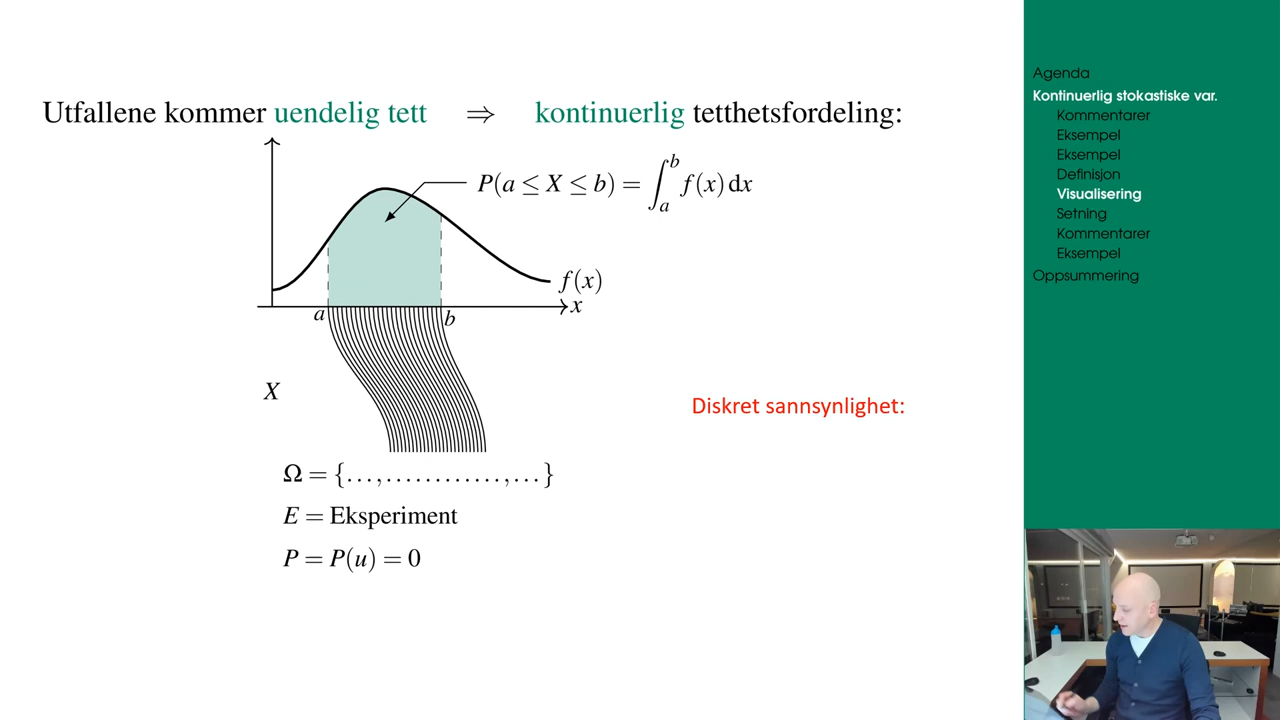 Utfallene kommer uendelig tett ⇒ kontinuerlig tetthetsfordeling:
P(a ≤ X ≤ b) = ∫_a^b f(x) dx
f(x)
x
a
b
X
Diskret sannsynlighet:
Ω = {...,............,...}
E = Eksperiment
P = P(u) = 0
Agenda
Kontinuerlig stokastiske var.
Kommentarer
Eksempel
Eksempel
Definisjon
Visualisering
Setning
Kommentarer
Eksempel
Oppsummering